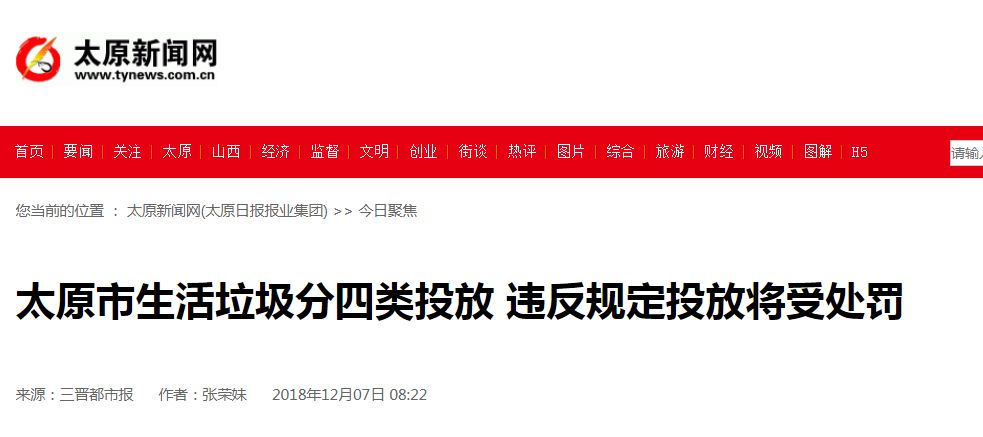 太原新闻网
www.tynews.com.cn
首页 | 要闻 | 关注 | 太原 | 山西 | 经济 | 监督 | 文明 | 创业 | 街谈 | 热评 | 图片 | 综合 | 旅游 | 财经 | 视频 | 图解 | H5
请输
您当前的位置 ： 太原新闻网(太原日报报业集团) >> 今日聚焦
太原市生活垃圾分四类投放 违反规定投放将受处罚
来源：三晋都市报 作者：张荣妹 2018年12月07日 08:22